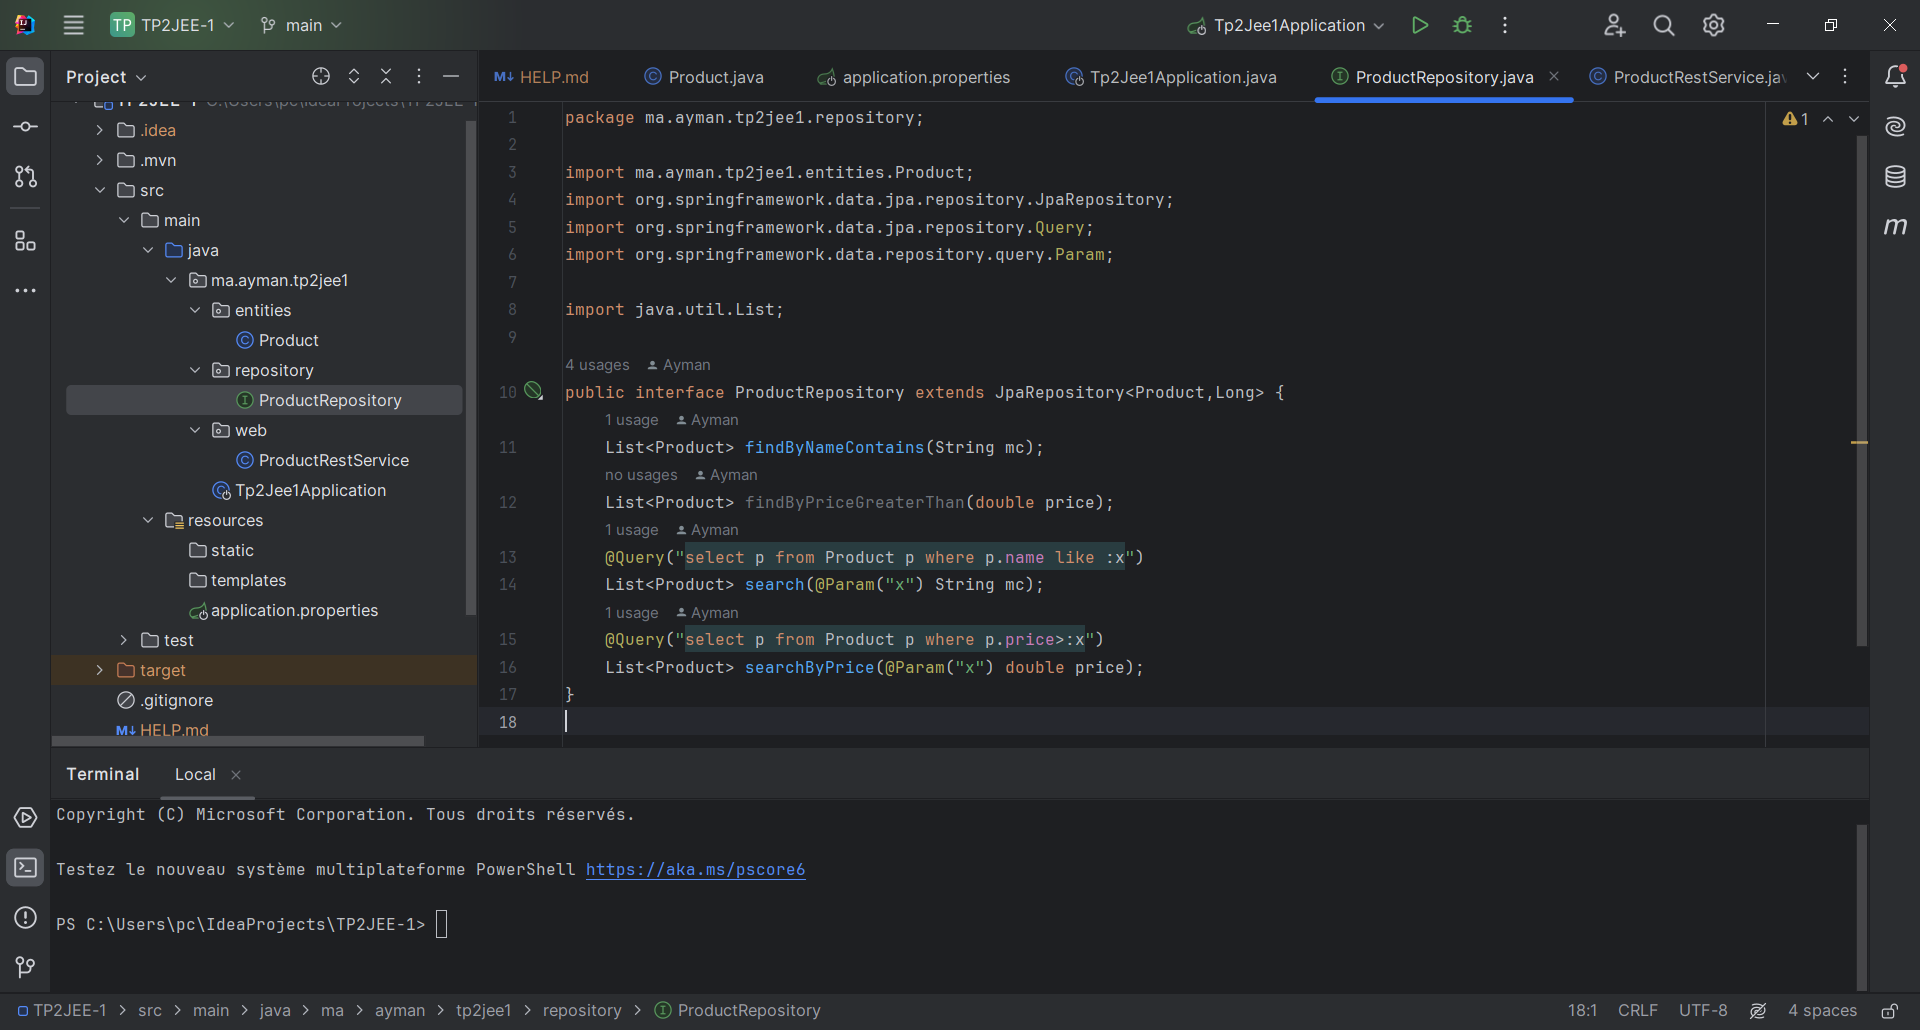 TP TP2JEE-1 main Tp2Jee1Application
Project
HELP.md Product.java application.properties Tp2Jee1Application.java ProductRepository.java ProductRestService.jav
.idea
.mvn
src
main
java
ma.ayman.tp2jee1
entities
Product
repository
ProductRepository
web
ProductRestService
Tp2Jee1Application
resources
static
templates
application.properties
test
target
.gitignore
HELP.md
1 package ma.ayman.tp2jee1.repository;
2
3 import ma.ayman.tp2jee1.entities.Product;
4 import org.springframework.data.jpa.repository.JpaRepository;
5 import org.springframework.data.jpa.repository.Query;
6 import org.springframework.data.repository.query.Param;
7
8 import java.util.List;
9
4 usages Ayman
10 public interface ProductRepository extends JpaRepository<Product,Long> {
1 usage Ayman
11 List<Product> findByNameContains(String mc);
no usages Ayman
12 List<Product> findByPriceGreaterThan(double price);
1 usage Ayman
13 @Query("select p from Product p where p.name like :x")
14 List<Product> search(@Param("x") String mc);
1 usage Ayman
15 @Query("select p from Product p where p.price>:x")
16 List<Product> searchByPrice(@Param("x") double price);
17 }
18
1
Terminal Local
Copyright (C) Microsoft Corporation. Tous droits réservés.
Testez le nouveau système multiplateforme PowerShell https://aka.ms/pscore6
PS C:\Users\pc\IdeaProjects\TP2JEE-1>
TP2JEE-1 > src > main > java > ma > ayman > tp2jee1 > repository > ProductRepository 18:1 CRLF UTF-8 4 spaces